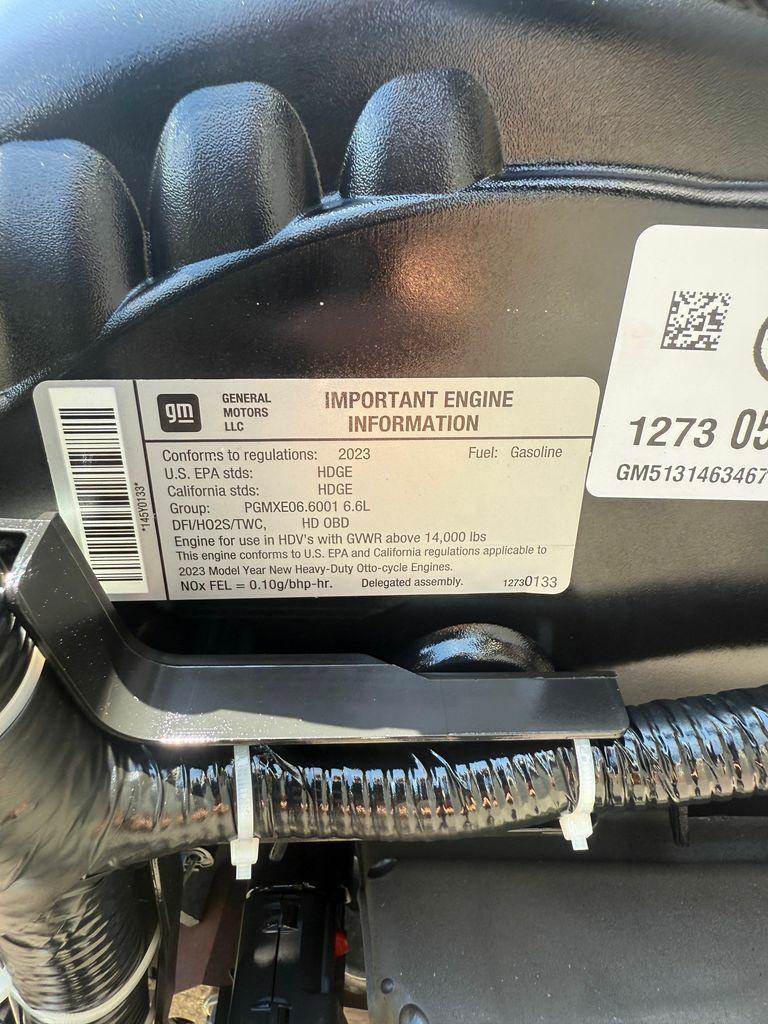 gm
GENERAL
MOTORS
LLC
IMPORTANT ENGINE
INFORMATION
Conforms to regulations: 2023 Fuel: Gasoline
U.S. EPA stds: HDGE
California stds: HDGE
Group: PGMXE06.6001 6.6L
DFI/HO2S/TWC, HD OBD
Engine for use in HDV's with GVWR above 14,000 lbs
This engine conforms to U.S. EPA and California regulations applicable to
2023 Model Year New Heavy-Duty Otto-cycle Engines.
NOx FEL = 0.10g/bhp-hr. Delegated assembly. 12730133
*145Y0133*
1273 05
GM5131463467